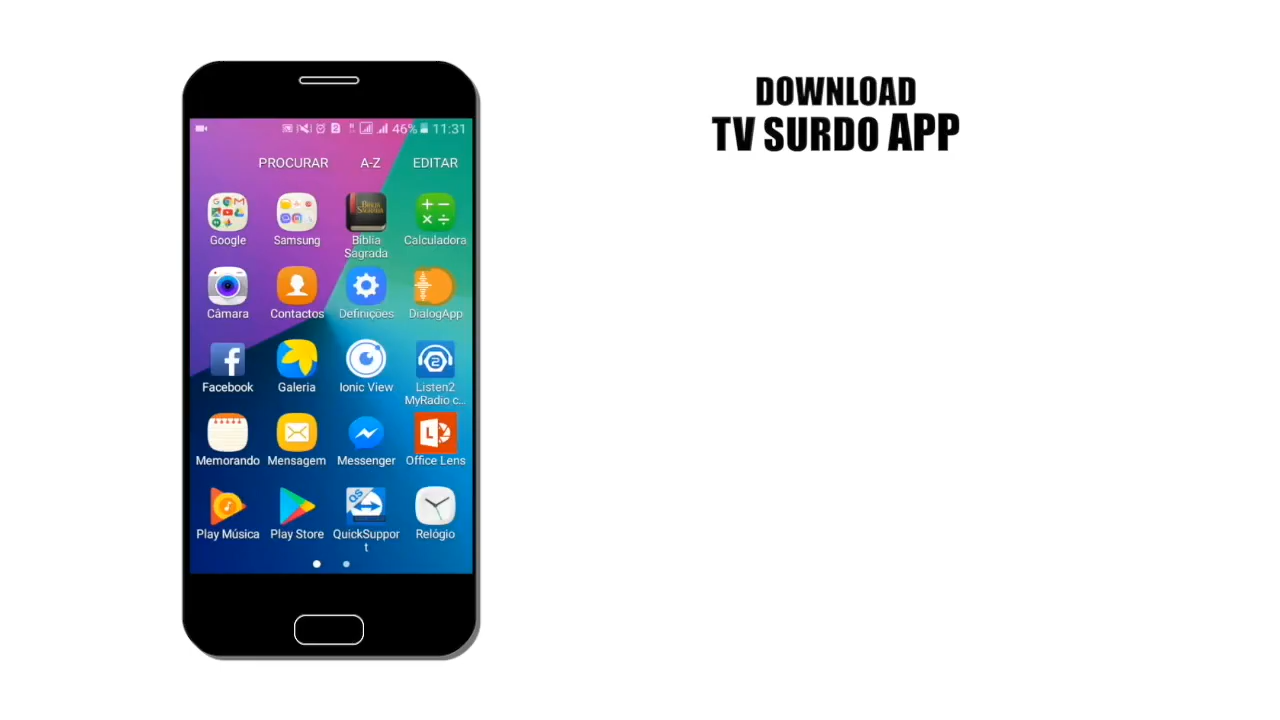 DOWNLOAD
TV SURDO APP
46% 11:31
PROCURAR A-Z EDITAR
Google Samsung Bíblia Sagrada Calculadora
Câmara Contactos Definições DialogApp
Facebook Galeria Ionic View Listen2 MyRadio c...
Memorando Mensagem Messenger Office Lens
Play Música Play Store QuickSupport Relógio